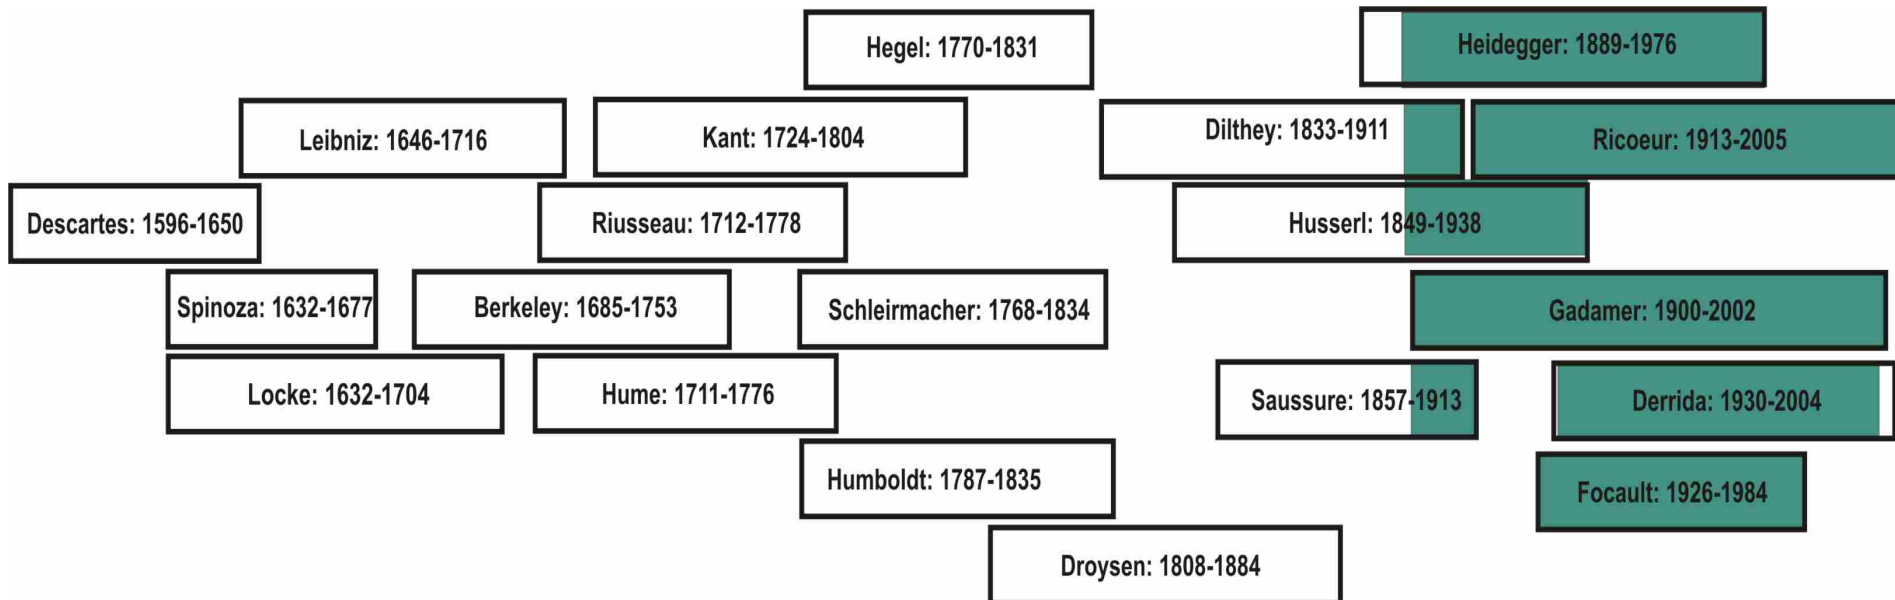 Hegel: 1770-1831
Heidegger: 1889-1976
Leibniz: 1646-1716
Kant: 1724-1804
Dilthey: 1833-1911
Ricoeur: 1913-2005
Descartes: 1596-1650
Riusseau: 1712-1778
Husserl: 1849-1938
Spinoza: 1632-1677
Berkeley: 1685-1753
Schleirmacher: 1768-1834
Gadamer: 1900-2002
Locke: 1632-1704
Hume: 1711-1776
Saussure: 1857-1913
Derrida: 1930-2004
Humboldt: 1787-1835
Focault: 1926-1984
Droysen: 1808-1884